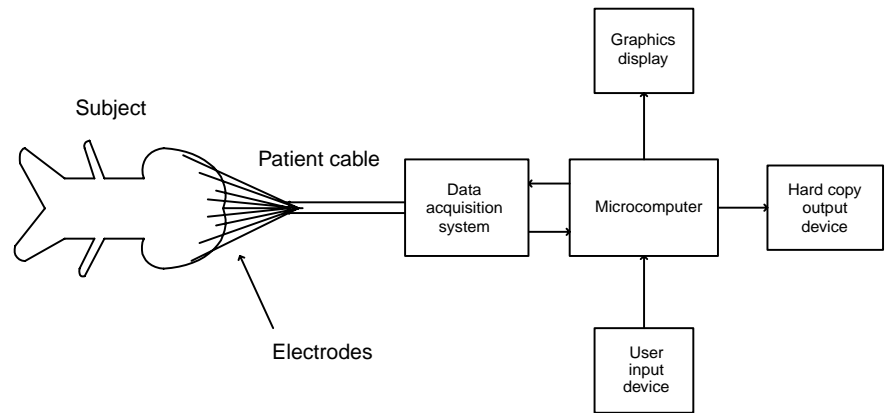 Graphics
display
Subject
Patient cable
Data
acquisition
system
Microcomputer
Hard copy
output
device
Electrodes
User
input
device